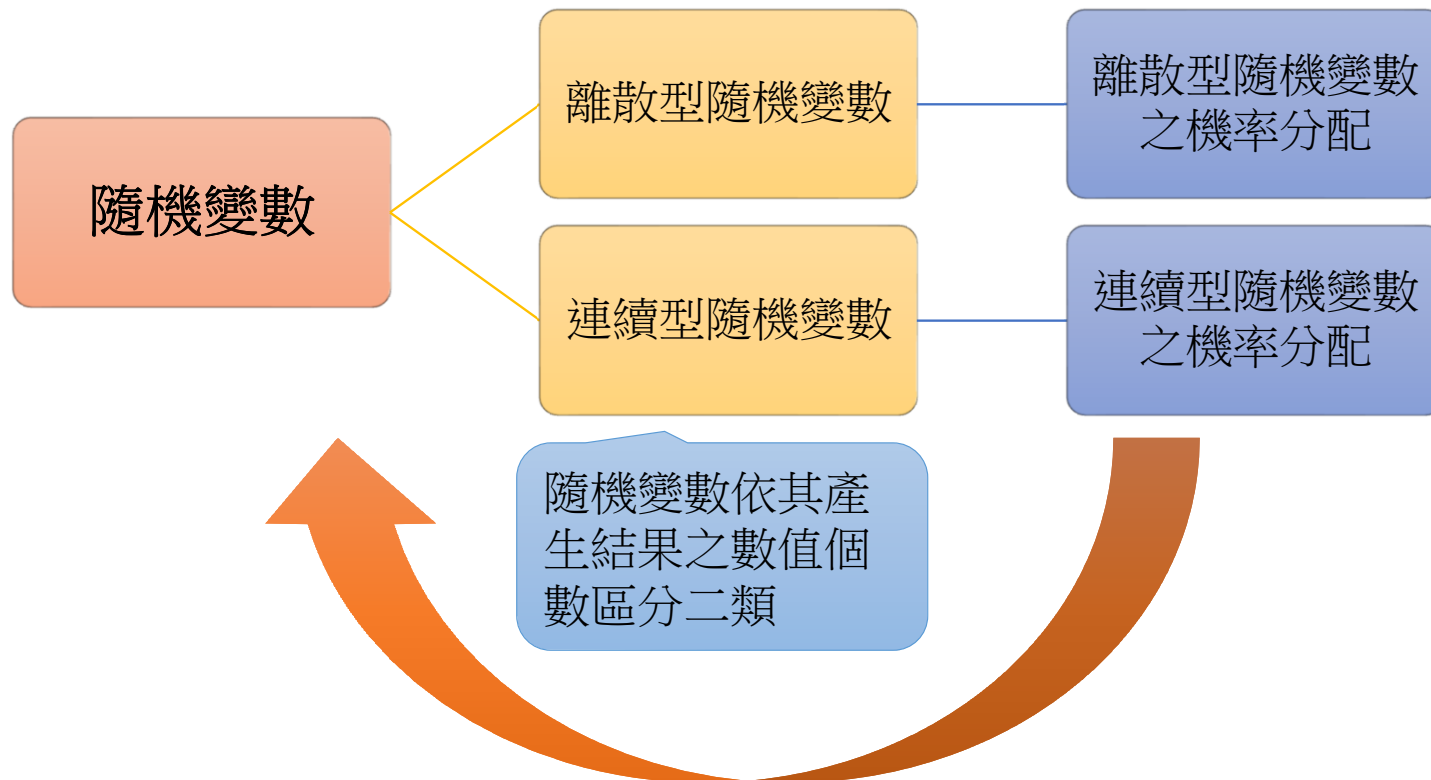 隨機變數
離散型隨機變數
離散型隨機變數
之機率分配
連續型隨機變數
連續型隨機變數
之機率分配
隨機變數依其產
生結果之數值個
數區分二類